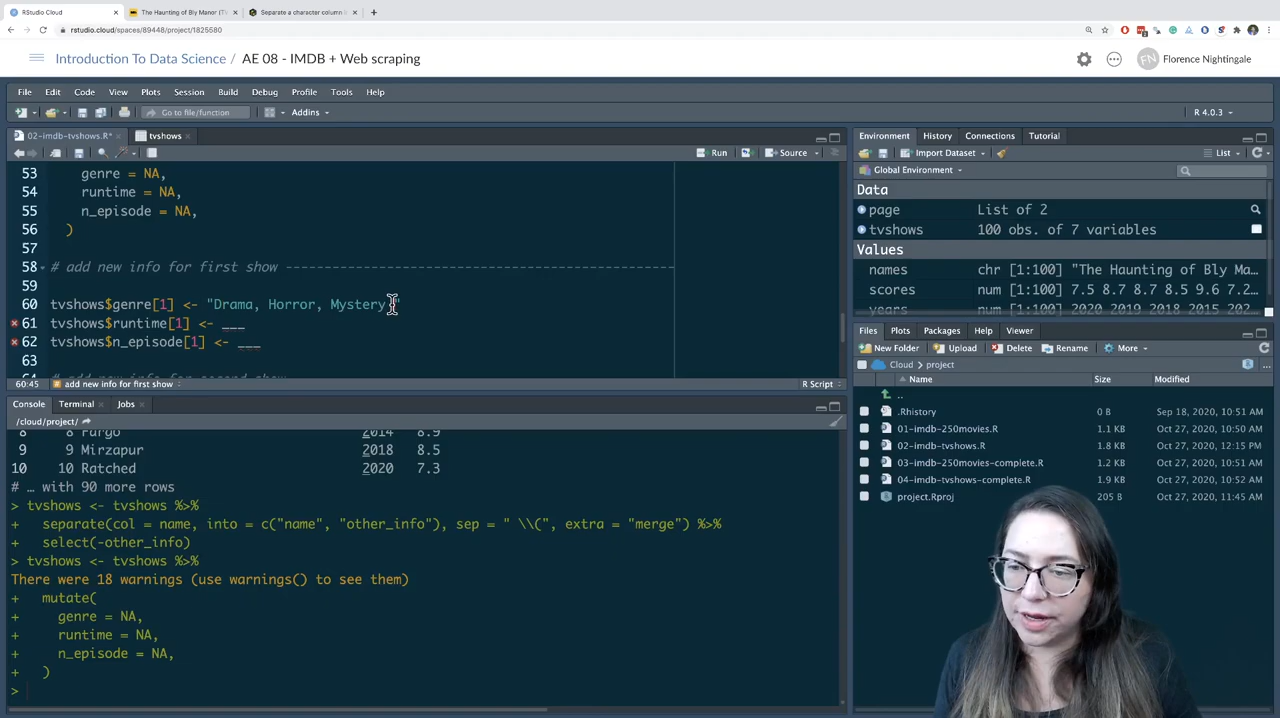 RStudio Cloud
The Haunting of Bly Manor (T
Separate a character column i
rstudio.cloud/spaces/89448/project/1825580
Introduction To Data Science / AE 08 - IMDB + Web scraping
FN Florence Nightingale
File Edit Code View Plots Session Build Debug Profile Tools Help
Go to file/function Addins R 4.0.3
02-imdb-tvshows.R* tvshows
Run Source
53 genre = NA,
54 runtime = NA,
55 n_episode = NA,
56 )
57
58 # add new info for first show ------------------------------------------------------------
59
60 tvshows$genre[1] <- "Drama, Horror, Mystery "
61 tvshows$runtime[1] <- ___
62 tvshows$n_episode[1] <- ___
63
64 # add new info for second show
60:45 # add new info for first show R Script
Console Terminal Jobs
/cloud/project/
8 8 Fargo 2014 8.9
9 9 Mirzapur 2018 8.5
10 10 Ratched 2020 7.3
# … with 90 more rows
> tvshows <- tvshows %>%
+ separate(col = name, into = c("name", "other_info"), sep = " \\(", extra = "merge") %>%
+ select(-other_info)
> tvshows <- tvshows %>%
There were 18 warnings (use warnings() to see them)
+ mutate(
+ genre = NA,
+ runtime = NA,
+ n_episode = NA,
+ )
>
Environment History Connections Tutorial
Import Dataset List
Global Environment
Data
page List of 2
tvshows 100 obs. of 7 variables
Values
names chr [1:100] "The Haunting of Bly Ma…
scores num [1:100] 7.5 8.7 8.7 8.5 9.6 7.2…
years num [1:100] 2020 2019 2018 2015 202…
Files Plots Packages Help Viewer
New Folder Upload Delete Rename More
Cloud project
Name Size Modified
..
.Rhistory 0 B Sep 18, 2020, 10:51 AM
01-imdb-250movies.R 1.1 KB Oct 27, 2020, 10:50 AM
02-imdb-tvshows.R 1.8 KB Oct 27, 2020, 12:15 PM
03-imdb-250movies-complete.R 1.2 KB Oct 27, 2020, 10:51 AM
04-imdb-tvshows-complete.R 1.9 KB Oct 27, 2020, 10:52 AM
project.Rproj 205 B Oct 27, 2020, 11:45 AM